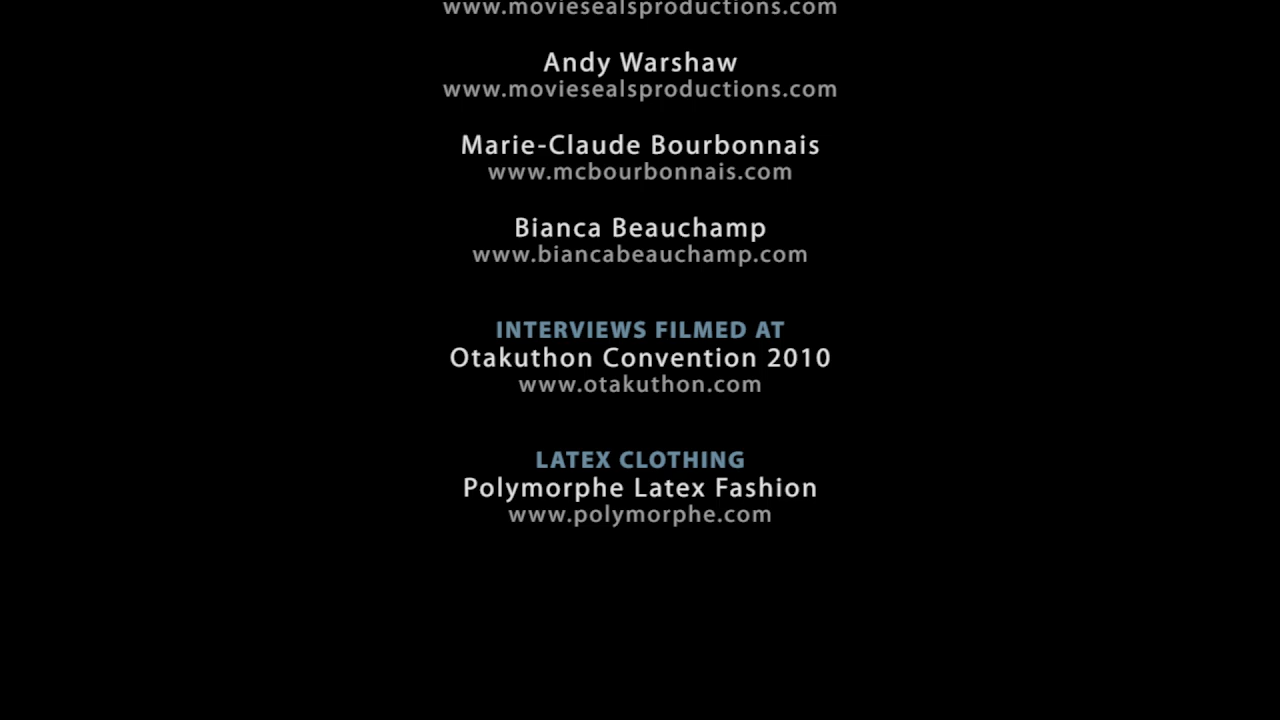 www.moviesealsproductions.com
Andy Warshaw
www.moviesealsproductions.com
Marie-Claude Bourbonnais
www.mcbourbonnais.com
Bianca Beauchamp
www.biancabeauchamp.com
INTERVIEWS FILMED AT
Otakuthon Convention 2010
www.otakuthon.com
LATEX CLOTHING
Polymorphe Latex Fashion
www.polymorphe.com